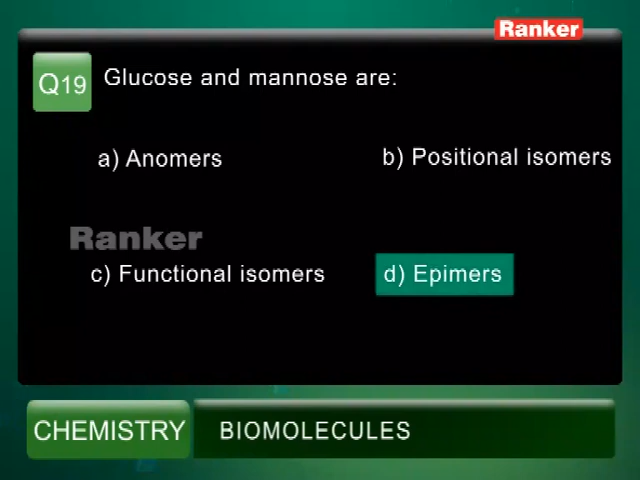 Ranker
Q19 Glucose and mannose are:
a) Anomers b) Positional isomers
Ranker
c) Functional isomers d) Epimers
CHEMISTRY BIOMOLECULES